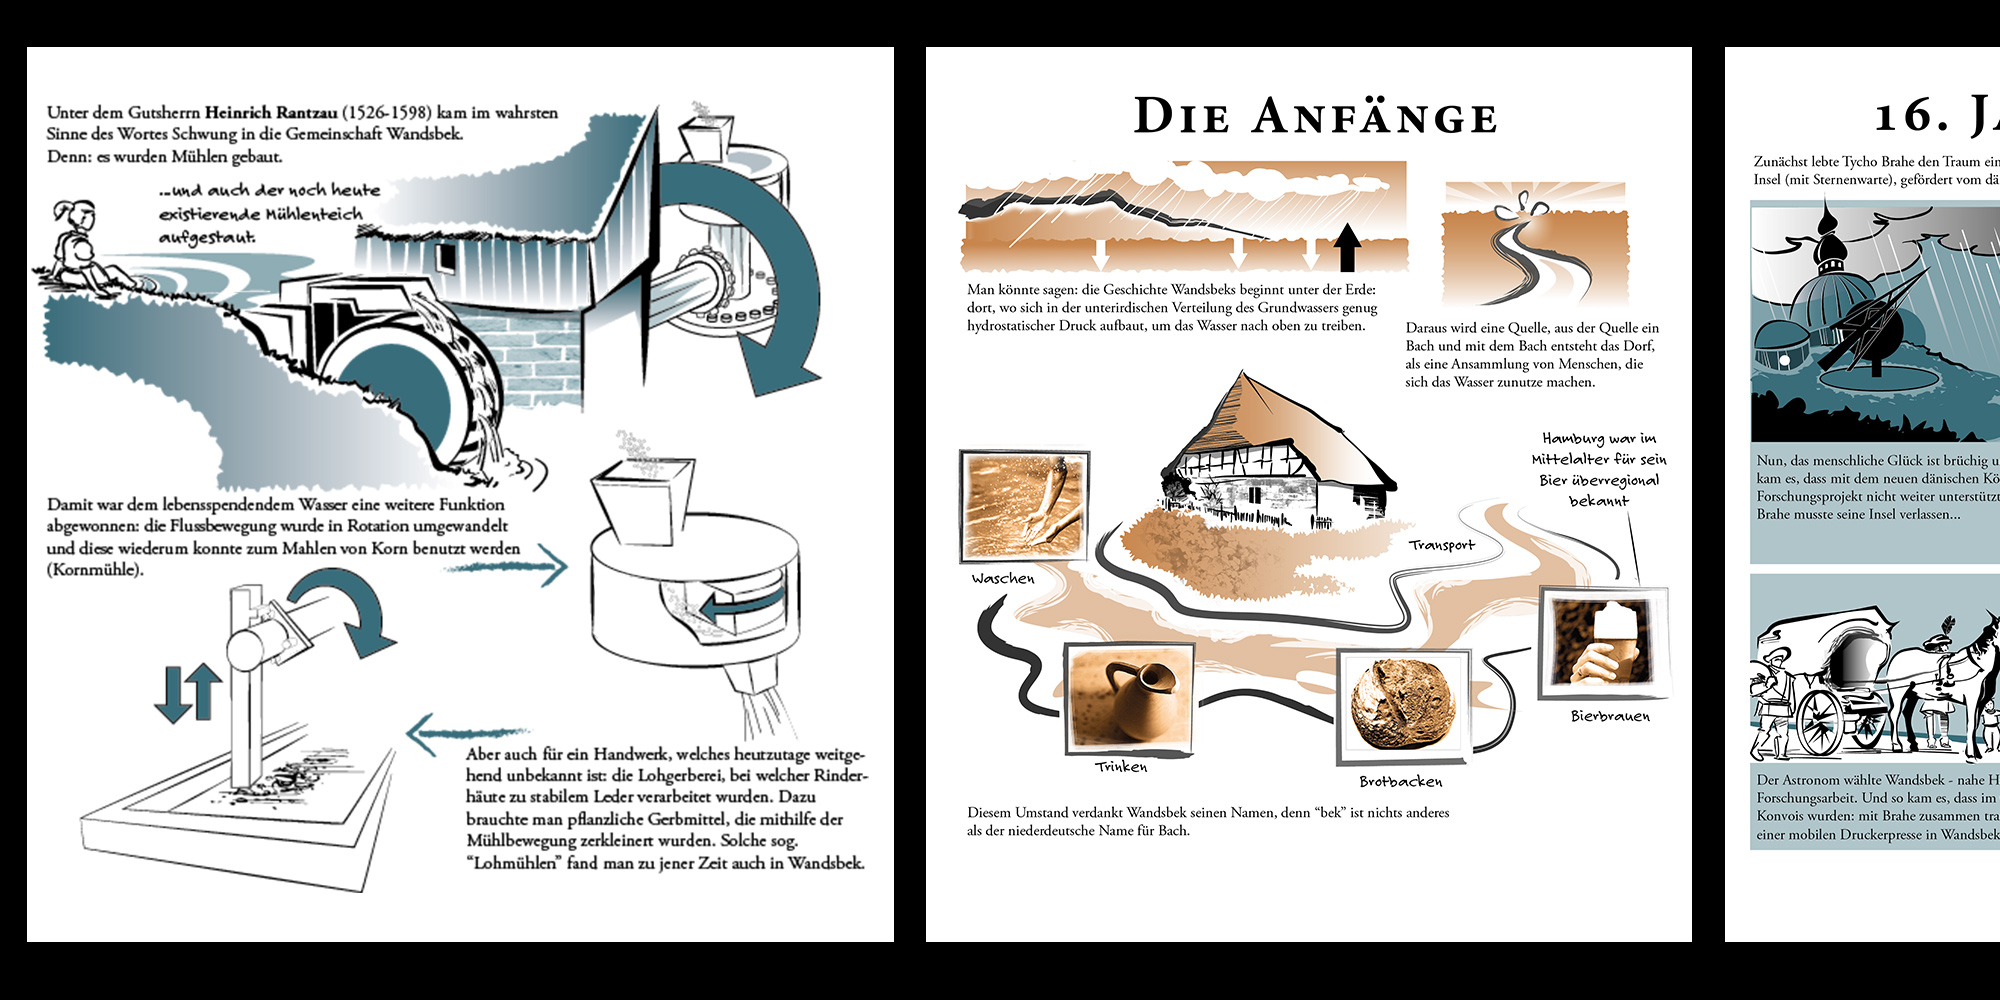 Unter dem Gutsherrn Heinrich Rantzau (1526-1598) kam im wahrsten
Sinne des Wortes Schwung in die Gemeinschaft Wandsbek.
Denn: es wurden Mühlen gebaut.
...und auch der noch heute
existierende Mühlenteich
aufgestaut.
Damit war dem lebensspendendem Wasser eine weitere Funktion
abgewonnen: die Flussbewegung wurde in Rotation umgewandelt
und diese wiederum konnte zum Mahlen von Korn benutzt werden
(Kornmühle).
Aber auch für ein Handwerk, welches heutzutage weitge-
hend unbekannt ist: die Lohgerberei, bei welcher Rinder-
häute zu stabilem Leder verarbeitet wurden. Dazu
brauchte man pflanzliche Gerbmittel, die mithilfe der
Mühlbewegung zerkleinert wurden. Solche sog.
“Lohmühlen” fand man zu jener Zeit auch in Wandsbek.
Die Anfänge
Man könnte sagen: die Geschichte Wandsbeks beginnt unter der Erde:
dort, wo sich in der unterirdischen Verteilung des Grundwassers genug
hydrostatischer Druck aufbaut, um das Wasser nach oben zu treiben.
Daraus wird eine Quelle, aus der Quelle ein
Bach und mit dem Bach entsteht das Dorf,
als eine Ansammlung von Menschen, die
sich das Wasser zunutze machen.
Hamburg war im
Mittelalter für sein
Bier überregional
bekannt
Transport
Waschen
Trinken
Brotbacken
Bierbrauen
Diesem Umstand verdankt Wandsbek seinen Namen, denn “bek” ist nichts anderes
als der niederdeutsche Name für Bach.
16. JA
Zunächst lebte Tycho Brahe den Traum ein
Insel (mit Sternenwarte), gefördert vom dä
Nun, das menschliche Glück ist brüchig u
kam es, dass mit dem neuen dänischen Kö
Forschungsprojekt nicht weiter unterstützt
Brahe musste seine Insel verlassen...
Der Astronom wählte Wandsbek - nahe H
Forschungsarbeit. Und so kam es, dass im
Konvois wurden: mit Brahe zusammen tra
einer mobilen Druckerpresse in Wandsbek